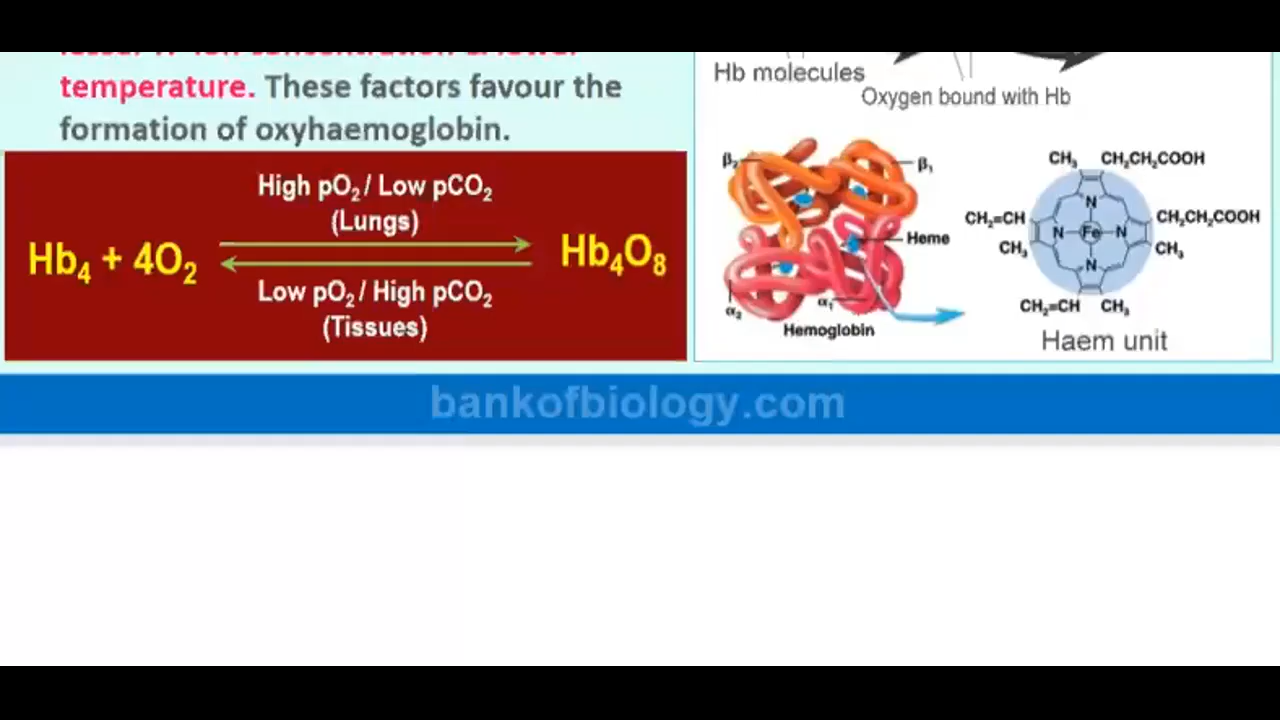 temperature. These factors favour the
formation of oxyhaemoglobin.
High pO₂ / Low pCO₂
(Lungs)
Hb₄ + 4O₂
Hb₄O₈
Low pO₂ / High pCO₂
(Tissues)
Hb molecules
Oxygen bound with Hb
β₂
β₁
Heme
α₂
α₁
Hemoglobin
CH₃ CH₂CH₂COOH
N
CH₂=CH
CH₂CH₂COOH
N Fe N
CH₃
CH₃
N
CH₂=CH CH₃
Haem unit
bankofbiology.com